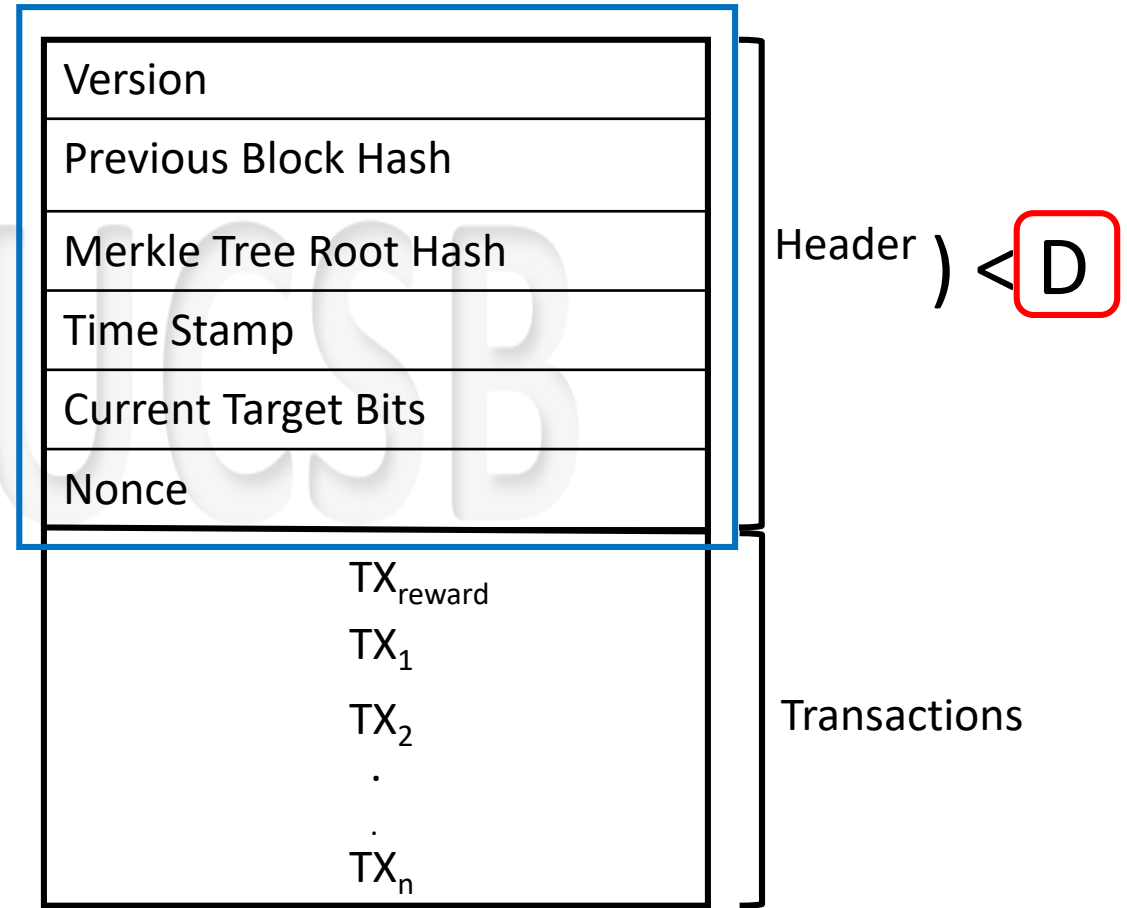 Version
Previous Block Hash
Merkle Tree Root Hash
Header ) < D
Time Stamp
Current Target Bits
Nonce
TXreward
TX1
TX2
Transactions
.
.
TXn
UCSB